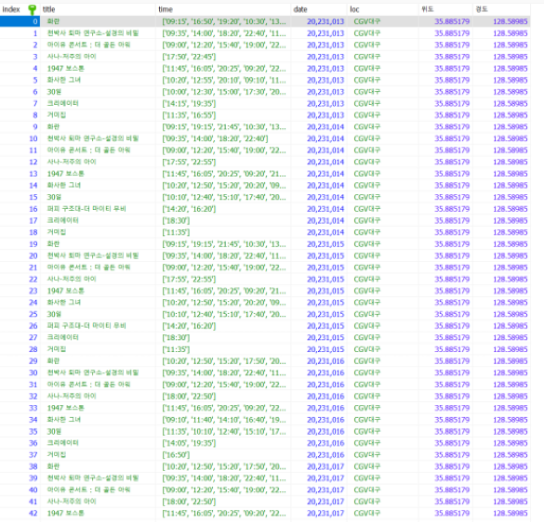 index title time date loc 위도 경도
0 화란 ['09:15', '16:50', '19:20', '10:30', '13... 20,231,013 CGV대구 35.885179 128.58985
1 천박사 퇴마 연구소-설경의 비밀 ['09:35', '14:00', '18:20', '22:40', '11... 20,231,013 CGV대구 35.885179 128.58985
2 아이유 콘서트 : 더 골든 아워 ['09:00', '12:20', '15:40', '19:00', '22... 20,231,013 CGV대구 35.885179 128.58985
3 사나-저주의 아이 ['17:50', '22:45'] 20,231,013 CGV대구 35.885179 128.58985
4 1947 보스톤 ['11:45', '16:05', '20:25', '09:20', '22... 20,231,013 CGV대구 35.885179 128.58985
5 화사한 그녀 ['10:20', '12:55', '20:10', '09:10', '11... 20,231,013 CGV대구 35.885179 128.58985
6 30일 ['10:00', '12:30', '15:00', '17:30', '20... 20,231,013 CGV대구 35.885179 128.58985
7 크리에이터 ['14:15', '19:35'] 20,231,013 CGV대구 35.885179 128.58985
8 거미집 ['11:35', '16:55'] 20,231,013 CGV대구 35.885179 128.58985
9 화란 ['09:15', '19:15', '21:45', '10:30', '13... 20,231,014 CGV대구 35.885179 128.58985
10 천박사 퇴마 연구소-설경의 비밀 ['09:35', '14:00', '18:20', '22:40'] 20,231,014 CGV대구 35.885179 128.58985
11 아이유 콘서트 : 더 골든 아워 ['09:00', '12:20', '15:40', '19:00', '22... 20,231,014 CGV대구 35.885179 128.58985
12 사나-저주의 아이 ['17:55', '22:55'] 20,231,014 CGV대구 35.885179 128.58985
13 1947 보스톤 ['11:45', '16:05', '20:25', '09:20', '21... 20,231,014 CGV대구 35.885179 128.58985
14 화사한 그녀 ['10:20', '12:50', '15:20', '20:20', '09... 20,231,014 CGV대구 35.885179 128.58985
15 30일 ['10:10', '12:40', '15:10', '17:40', '20... 20,231,014 CGV대구 35.885179 128.58985
16 퍼피 구조대-더 마이티 무비 ['14:20', '16:20'] 20,231,014 CGV대구 35.885179 128.58985
17 크리에이터 ['18:30'] 20,231,014 CGV대구 35.885179 128.58985
18 거미집 ['11:35'] 20,231,014 CGV대구 35.885179 128.58985
19 화란 ['09:15', '19:15', '21:45', '10:30', '13... 20,231,015 CGV대구 35.885179 128.58985
20 천박사 퇴마 연구소-설경의 비밀 ['09:35', '14:00', '18:20', '22:40', '11... 20,231,015 CGV대구 35.885179 128.58985
21 아이유 콘서트 : 더 골든 아워 ['09:00', '12:20', '15:40', '19:00', '22... 20,231,015 CGV대구 35.885179 128.58985
22 사나-저주의 아이 ['17:55', '22:55'] 20,231,015 CGV대구 35.885179 128.58985
23 1947 보스톤 ['11:45', '16:05', '20:25', '09:20', '21... 20,231,015 CGV대구 35.885179 128.58985
24 화사한 그녀 ['10:20', '12:50', '15:20', '20:20', '09... 20,231,015 CGV대구 35.885179 128.58985
25 30일 ['10:10', '12:40', '15:10', '17:40', '20... 20,231,015 CGV대구 35.885179 128.58985
26 퍼피 구조대-더 마이티 무비 ['14:20', '16:20'] 20,231,015 CGV대구 35.885179 128.58985
27 크리에이터 ['18:30'] 20,231,015 CGV대구 35.885179 128.58985
28 거미집 ['11:35'] 20,231,015 CGV대구 35.885179 128.58985
29 화란 ['10:20', '12:50', '15:20', '17:50', '20... 20,231,016 CGV대구 35.885179 128.58985
30 천박사 퇴마 연구소-설경의 비밀 ['09:35', '14:00', '18:20', '22:40', '11... 20,231,016 CGV대구 35.885179 128.58985
31 아이유 콘서트 : 더 골든 아워 ['09:00', '12:20', '15:40', '19:00', '22... 20,231,016 CGV대구 35.885179 128.58985
32 사나-저주의 아이 ['18:00', '22:50'] 20,231,016 CGV대구 35.885179 128.58985
33 1947 보스톤 ['11:45', '16:05', '20:25', '09:20', '22... 20,231,016 CGV대구 35.885179 128.58985
34 화사한 그녀 ['09:10', '11:40', '14:10', '16:40', '19... 20,231,016 CGV대구 35.885179 128.58985
35 30일 ['11:35', '10:10', '12:40', '15:10', '17... 20,231,016 CGV대구 35.885179 128.58985
36 크리에이터 ['14:05', '19:35'] 20,231,016 CGV대구 35.885179 128.58985
37 거미집 ['16:50'] 20,231,016 CGV대구 35.885179 128.58985
38 화란 ['10:20', '12:50', '15:20', '17:50', '20... 20,231,017 CGV대구 35.885179 128.58985
39 천박사 퇴마 연구소-설경의 비밀 ['09:35', '14:00', '18:20', '22:40', '11... 20,231,017 CGV대구 35.885179 128.58985
40 아이유 콘서트 : 더 골든 아워 ['09:00', '12:20', '15:40', '19:00', '22... 20,231,017 CGV대구 35.885179 128.58985
41 사나-저주의 아이 ['18:00', '22:50'] 20,231,017 CGV대구 35.885179 128.58985
42 1947 보스톤 ['11:45', '16:05', '20:25', '09:20', '22... 20,231,017 CGV대구 35.885179 128.58985